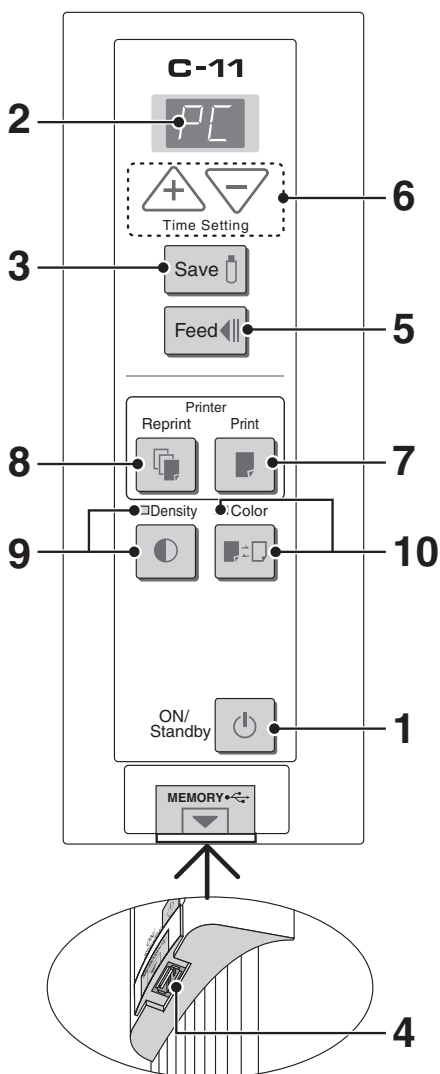 C-11
2
PC
6
Time Setting
3
Save
Feed
5
Printer
Reprint
Print
8
7
Density
Color
9
10
ON/
Standby
1
MEMORY
4